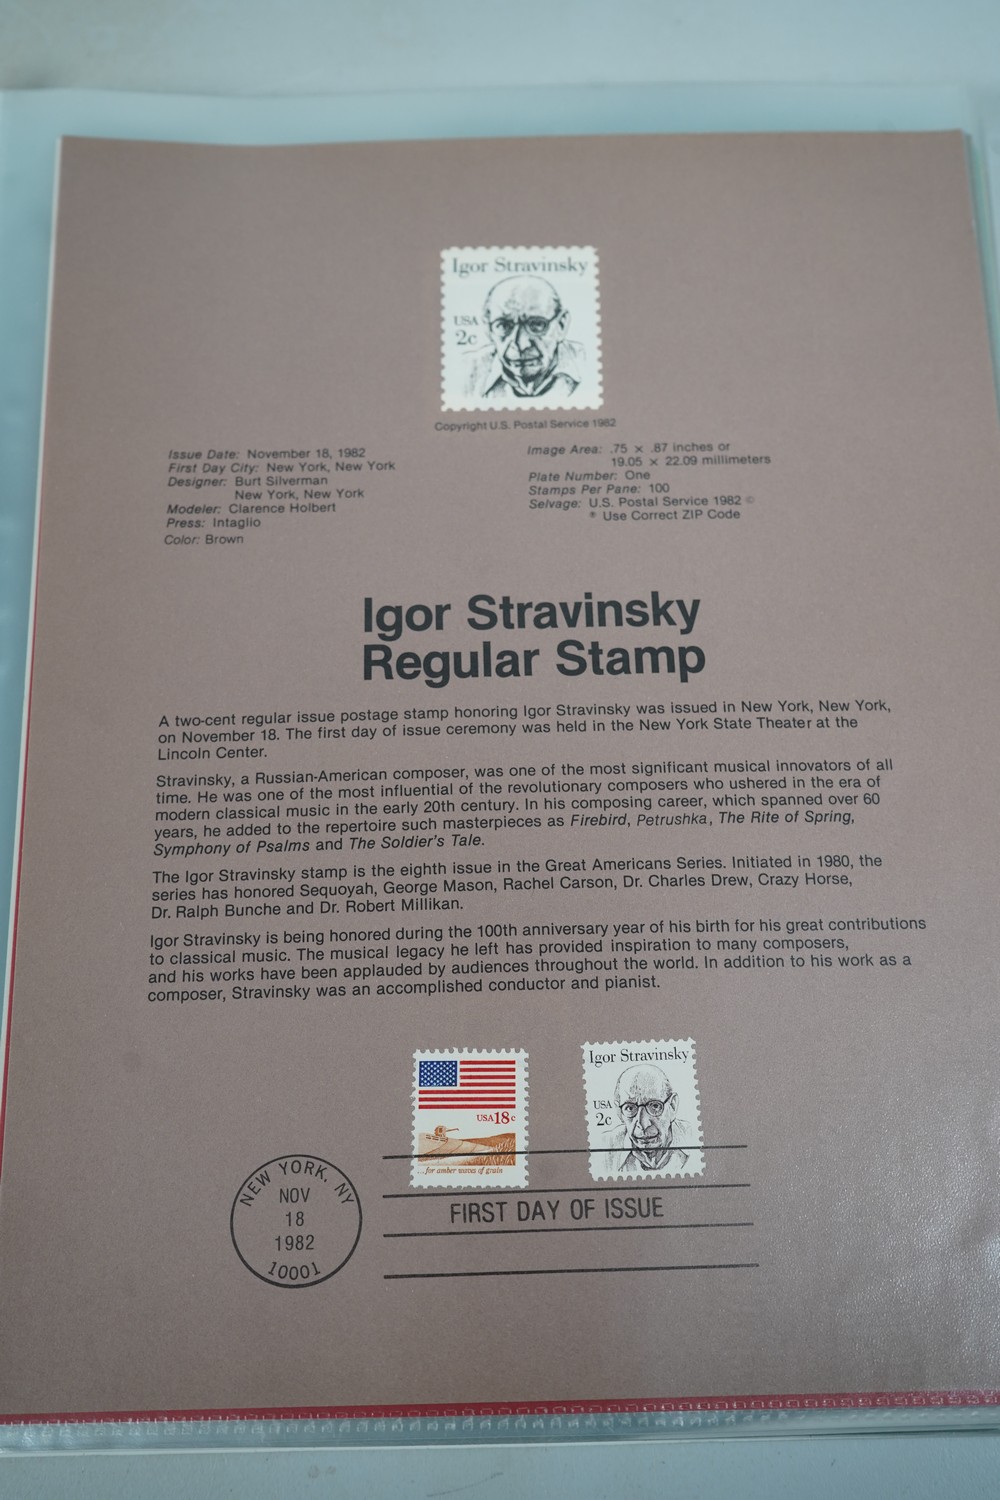 Igor Stravinsky
USA
2c
Copyright U.S. Postal Service 1982
Issue Date: November 18, 1982
First Day City: New York, New York
Designer: Burt Silverman
New York, New York
Modeler: Clarence Holbert
Press: Intaglio
Color: Brown
Image Area: .75 × .87 inches or
19.05 × 22.09 millimeters
Plate Number: One
Stamps Per Pane: 100
Selvage: U.S. Postal Service 1982 ©
® Use Correct ZIP Code
Igor Stravinsky
Regular Stamp
A two-cent regular issue postage stamp honoring Igor Stravinsky was issued in New York, New York,
on November 18. The first day of issue ceremony was held in the New York State Theater at the
Lincoln Center.
Stravinsky, a Russian-American composer, was one of the most significant musical innovators of all
time. He was one of the most influential of the revolutionary composers who ushered in the era of
modern classical music in the early 20th century. In his composing career, which spanned over 60
years, he added to the repertoire such masterpieces as Firebird, Petrushka, The Rite of Spring,
Symphony of Psalms and The Soldier's Tale.
The Igor Stravinsky stamp is the eighth issue in the Great Americans Series. Initiated in 1980, the
series has honored Sequoyah, George Mason, Rachel Carson, Dr. Charles Drew, Crazy Horse,
Dr. Ralph Bunche and Dr. Robert Millikan.
Igor Stravinsky is being honored during the 100th anniversary year of his birth for his great contributions
to classical music. The musical legacy he left has provided inspiration to many composers,
and his works have been applauded by audiences throughout the world. In addition to his work as a
composer, Stravinsky was an accomplished conductor and pianist.
USA 18c
...for amber waves of grain
Igor Stravinsky
USA
2c
NEW YORK, NY
NOV
18
1982
10001
FIRST DAY OF ISSUE